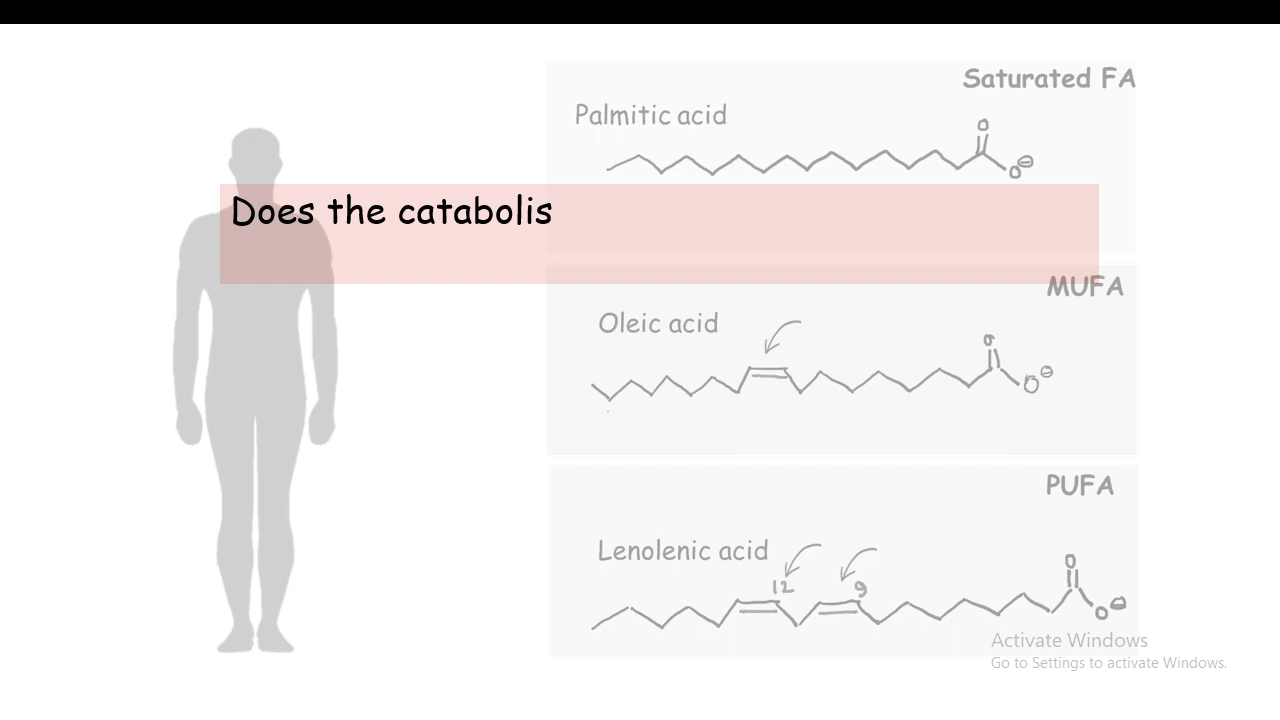 Saturated FA
Palmitic acid
O
O⊖
Does the catabolis
MUFA
Oleic acid
O
O⊖
PUFA
Lenolenic acid
12
9
O
O⊖
Activate Windows
Go to Settings to activate Windows.